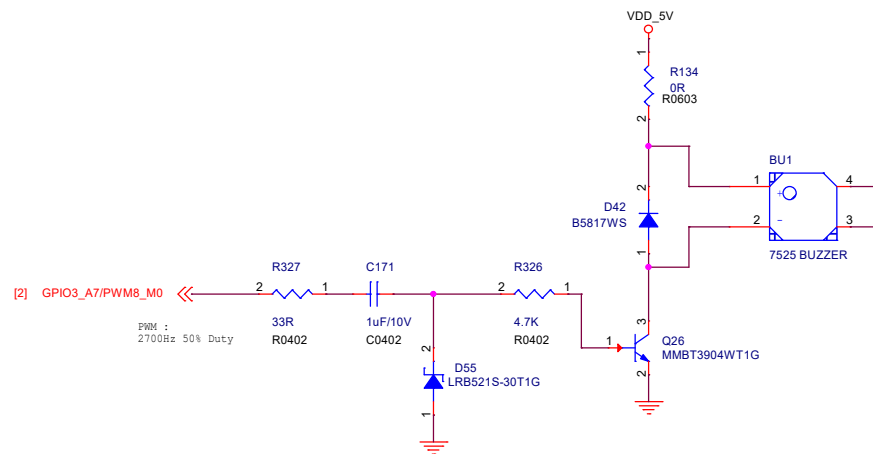 VDD_5V
1
R134
0R
R0603
2
BU1
1
4
+
2
D42
B5817WS
2
3
-
1
7525 BUZZER
R327
C171
R326
[2] GPIO3_A7/PWM8_M0
2
1
2
1
3
33R
1uF/10V
4.7K
Q26
PWM :
R0402
C0402
R0402
1
MMBT3904WT1G
2700Hz 50% Duty
2
D55
2
LRB521S-30T1G
1